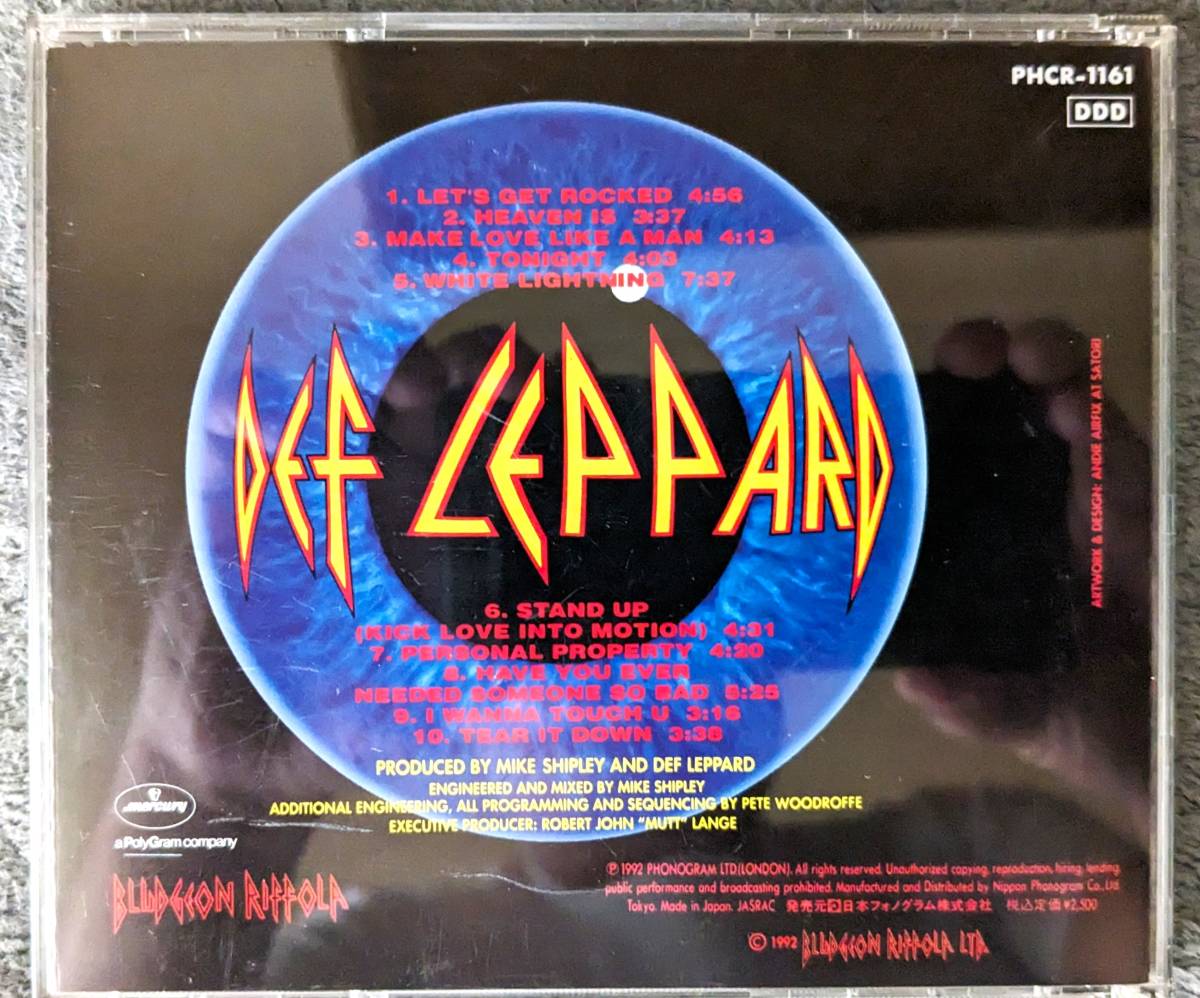 PHCR-1161
DDD
1. LET'S GET ROCKED 4:56
2. HEAVEN IS 3:37
3. MAKE LOVE LIKE A MAN 4:13
4. TONIGHT 4:03
5. WHITE LIGHTNING 7:37
DEF LEPPARD
6. STAND UP
(KICK LOVE INTO MOTION) 4:31
7. PERSONAL PROPERTY 4:20
8. HAVE YOU EVER
NEEDED SOMEONE SO BAD 5:25
9. I WANNA TOUCH U 3:16
10. TEAR IT DOWN 3:38
PRODUCED BY MIKE SHIPLEY AND DEF LEPPARD
ENGINEERED AND MIXED BY MIKE SHIPLEY
ADDITIONAL ENGINEERING, ALL PROGRAMMING AND SEQUENCING BY PETE WOODROFFE
EXECUTIVE PRODUCER: ROBERT JOHN "MUTT" LANGE
ARTWORK & DESIGN: ANDIE AIRFIX AT SATORI
mercury
a PolyGram company
BLUDGEON RIFFOLA
℗ 1992 PHONOGRAM LTD(LONDON). All rights reserved. Unauthorized copying, reproduction, hiring, lending
public performance and broadcasting prohibited. Manufactured and Distributed by Nippon Phonogram Co., Ltd
Tokyo. Made in Japan. JASRAC 発売元 日本フォノグラム株式会社 税込定価¥2,500
© 1992 BLUDGEON RIFFOLA LTD.